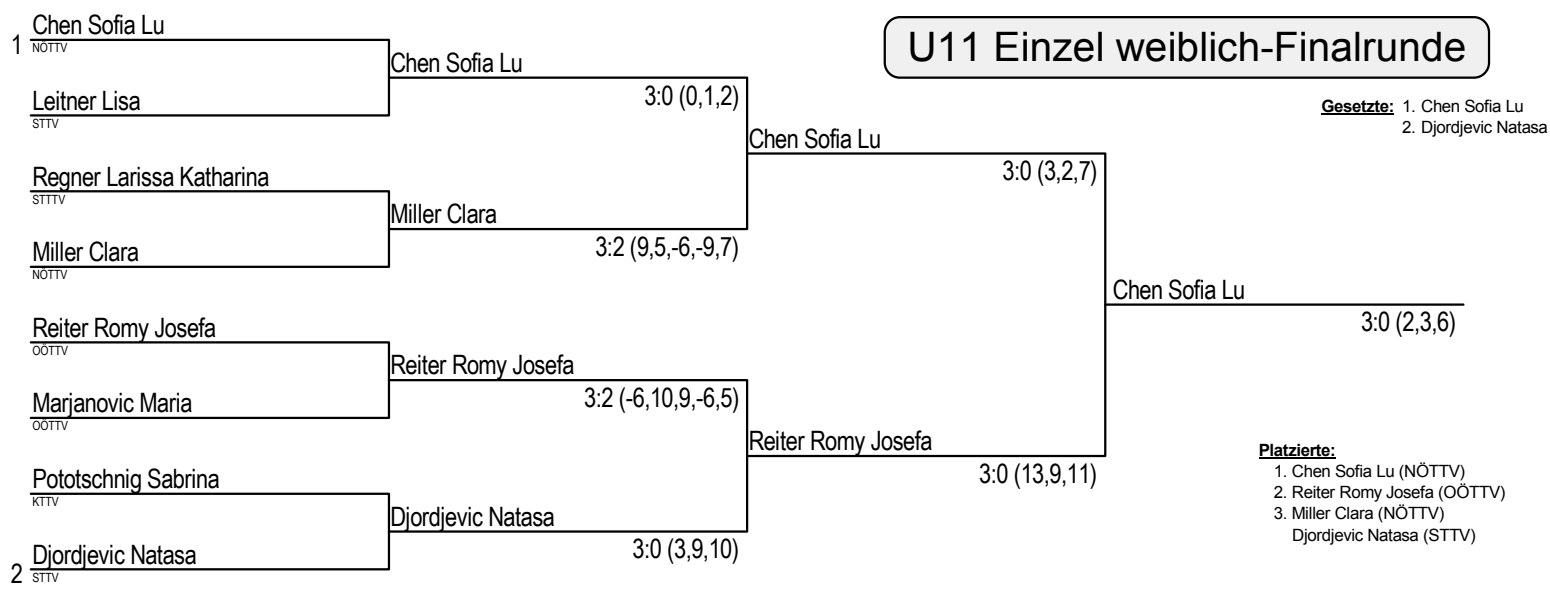 U11 Einzel weiblich-Finalrunde
Gesetzte: 1. Chen Sofia Lu
2. Djordjevic Natasa
1 Chen Sofia Lu
NÖTTV
Leitner Lisa
STTV
Regner Larissa Katharina
STTTV
Miller Clara
NÖTTV
Reiter Romy Josefa
OÖTTV
Marjanovic Maria
OÖTTV
Pototschnig Sabrina
KTTV
2 Djordjevic Natasa
STTV
Chen Sofia Lu
3:0 (0,1,2)
Miller Clara
3:2 (9,5,-6,-9,7)
Reiter Romy Josefa
3:2 (-6,10,9,-6,5)
Djordjevic Natasa
3:0 (3,9,10)
Chen Sofia Lu
3:0 (3,2,7)
Reiter Romy Josefa
3:0 (13,9,11)
Chen Sofia Lu
3:0 (2,3,6)
Platzierte:
1. Chen Sofia Lu (NÖTTV)
2. Reiter Romy Josefa (OÖTTV)
3. Miller Clara (NÖTTV)
Djordjevic Natasa (STTV)